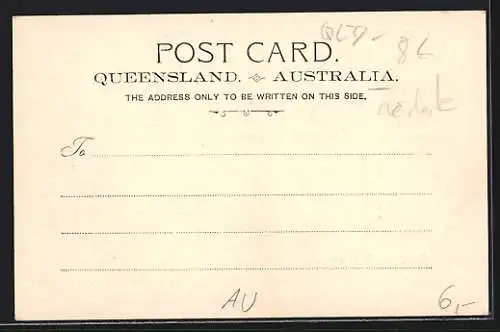 QLD-
86
POST CARD.
QUEENSLAND. AUSTRALIA.
THE ADDRESS ONLY TO BE WRITTEN ON THIS SIDE.
To
AU
6,-